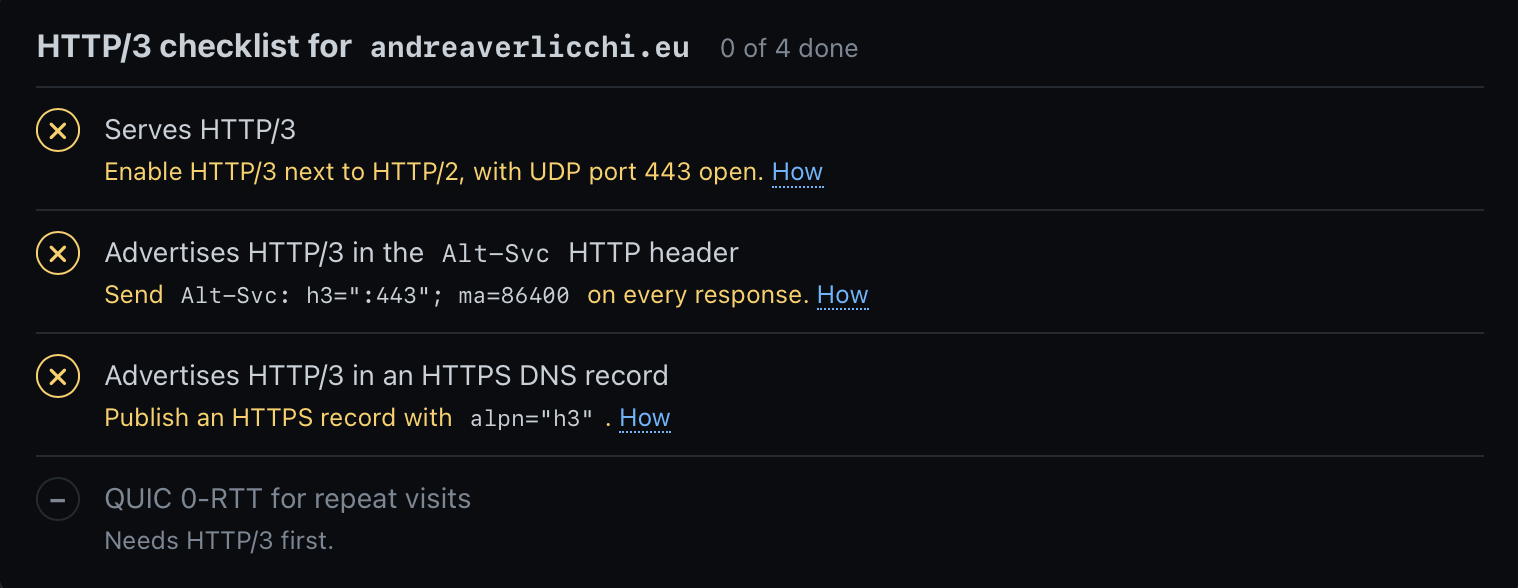 HTTP/3 checklist for andreaverlicchi.eu 0 of 4 done
Serves HTTP/3
Enable HTTP/3 next to HTTP/2, with UDP port 443 open. How
Advertises HTTP/3 in the Alt-Svc HTTP header
Send Alt-Svc: h3=":443"; ma=86400 on every response. How
Advertises HTTP/3 in an HTTPS DNS record
Publish an HTTPS record with alpn="h3" . How
QUIC 0-RTT for repeat visits
Needs HTTP/3 first.